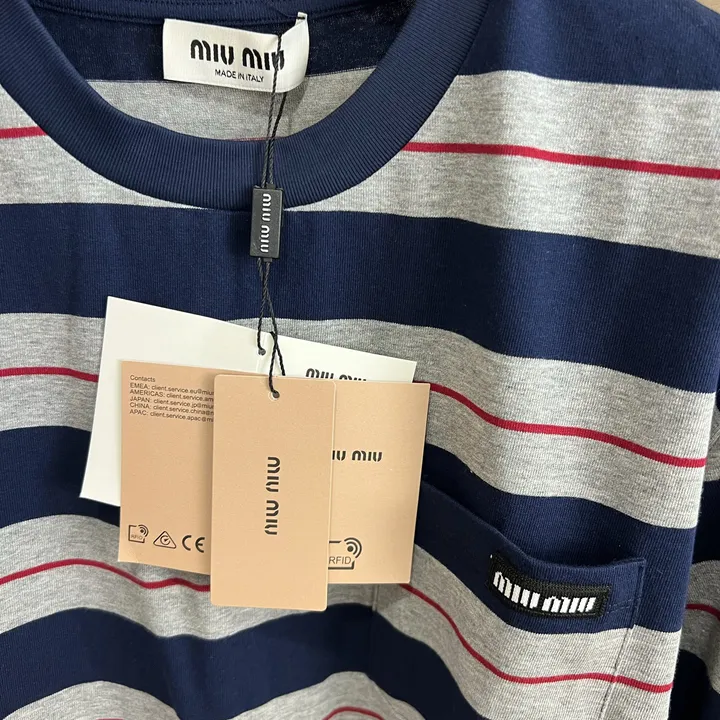 MIU MIU
MADE IN ITALY
MIU MIU
MIU MIU
Contacts
EMEA: client.service.eu@miu
AMERICAS: client.service.am
JAPAN: client.service.jp@miu
CHINA: client.service.china@m
APAC: client.service.apac@mi
MIU MIU
IU MIU
RFID
CE
RFID
MIU MIU